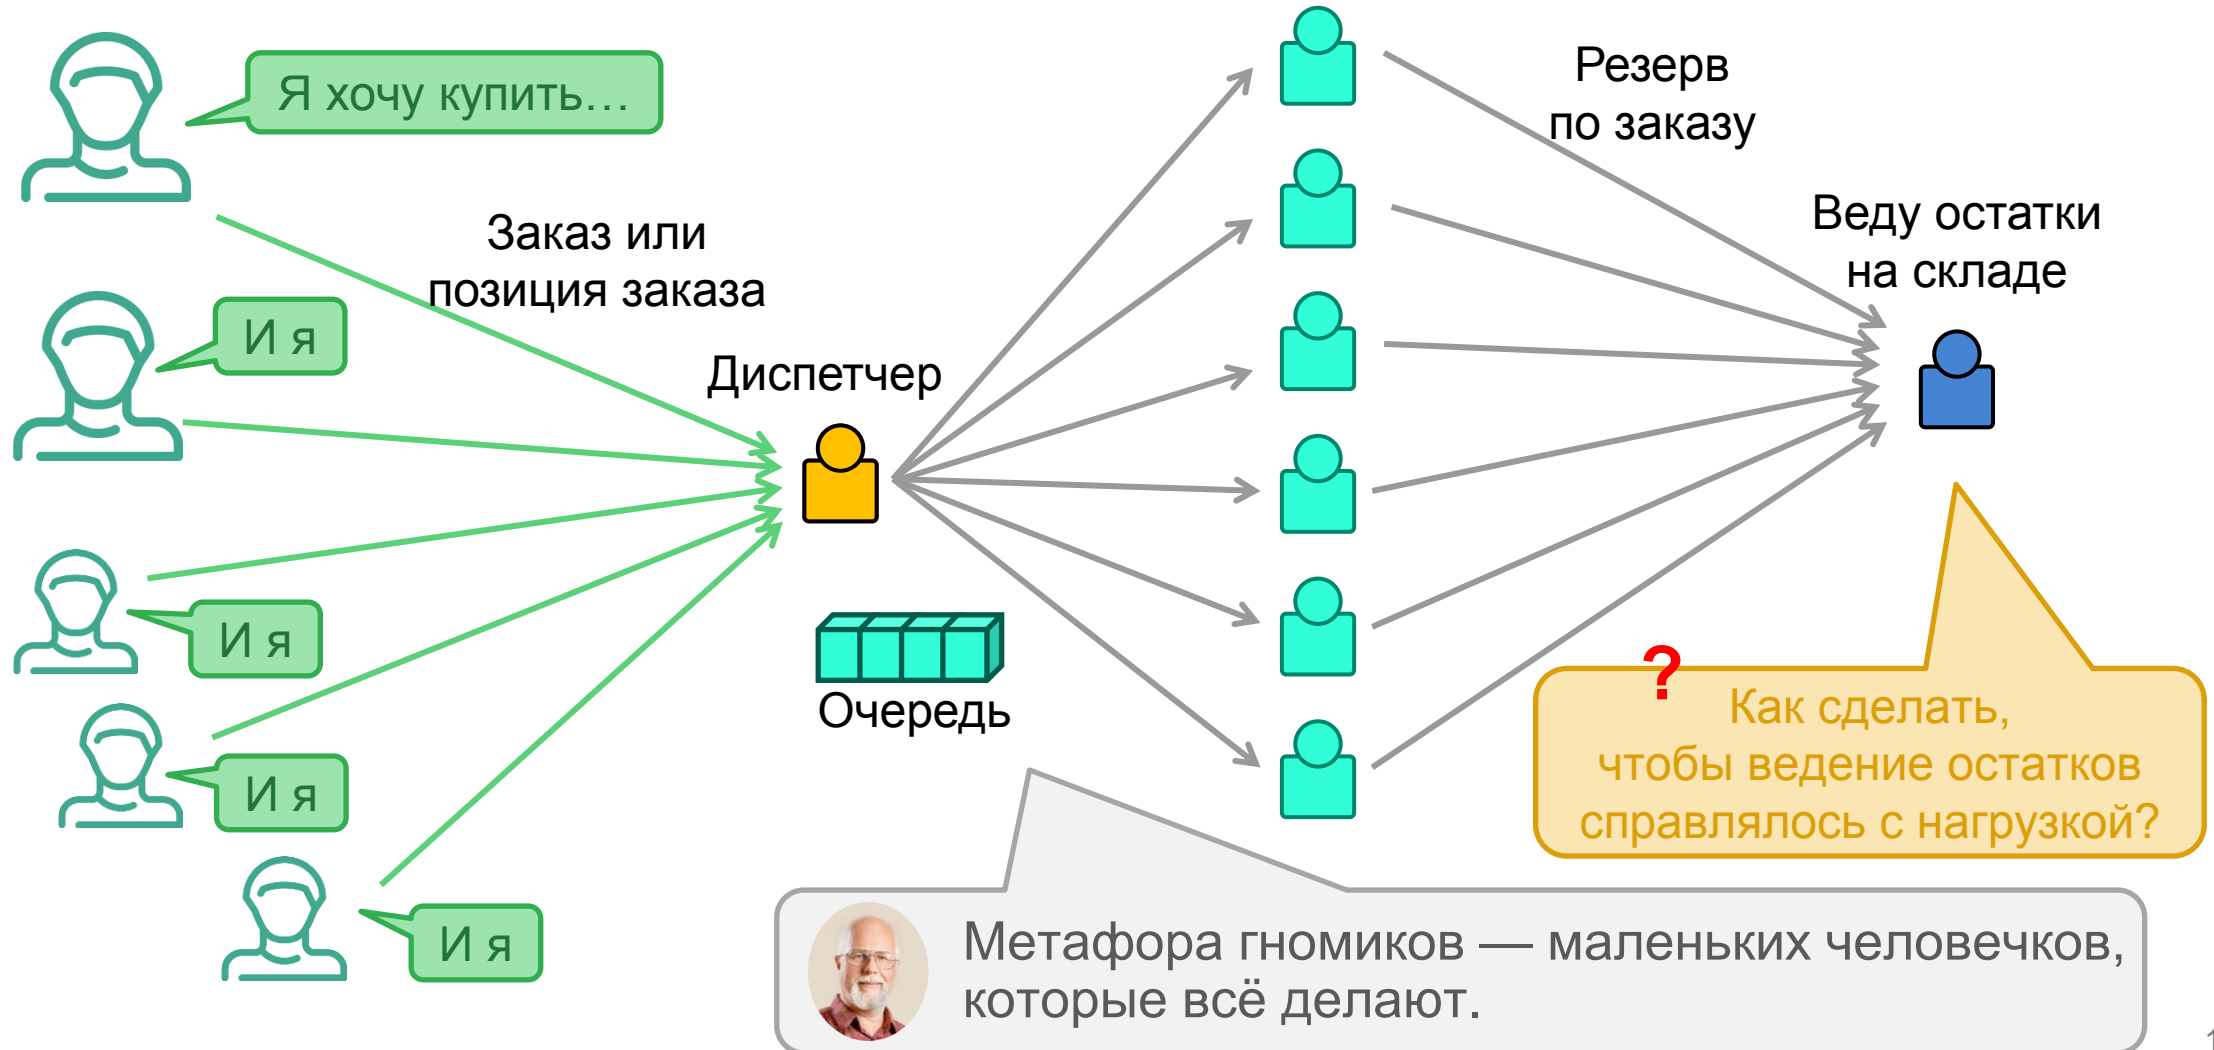 Я хочу купить…
Резерв
по заказу
Заказ или
позиция заказа
Веду остатки
на складе
И я
Диспетчер
И я
Очередь
?
Как сделать,
чтобы ведение остатков
справлялось с нагрузкой?
И я
И я
Метафора гномиков — маленьких человечков,
которые всё делают.